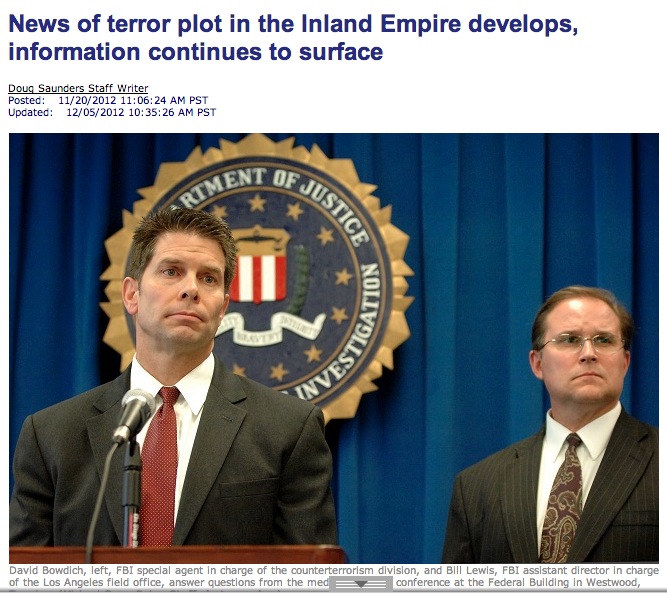 News of terror plot in the Inland Empire develops,
information continues to surface
Doug Saunders Staff Writer
Posted: 11/20/2012 11:06:24 AM PST
Updated: 12/05/2012 10:35:26 AM PST
RTMENT OF JUSTICE
INVESTIGATION
BRAVERY INTEGRITY
David Bowdich, left, FBI special agent in charge of the counterterrorism division, and Bill Lewis, FBI assistant director in charge
of the Los Angeles field office, answer questions from the med conference at the Federal Building in Westwood,